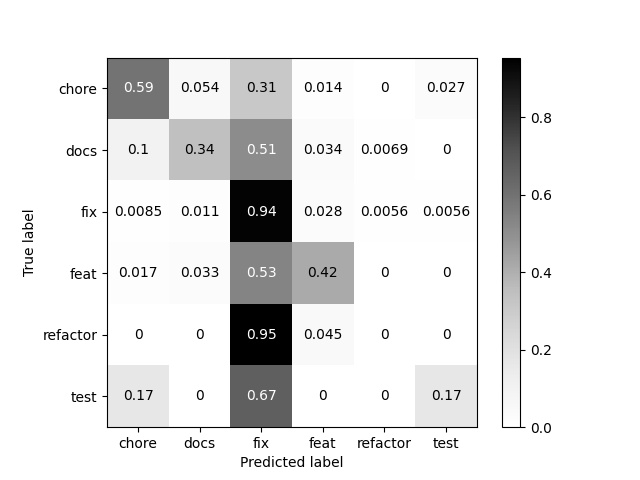 chore 0.59 0.054 0.31 0.014 0 0.027
docs 0.1 0.34 0.51 0.034 0.0069 0
fix 0.0085 0.011 0.94 0.028 0.0056 0.0056
feat 0.017 0.033 0.53 0.42 0 0
refactor 0 0 0.95 0.045 0 0
test 0.17 0 0.67 0 0 0.17
chore docs fix feat refactor test
Predicted label
True label
0.8
0.6
0.4
0.2
0.0